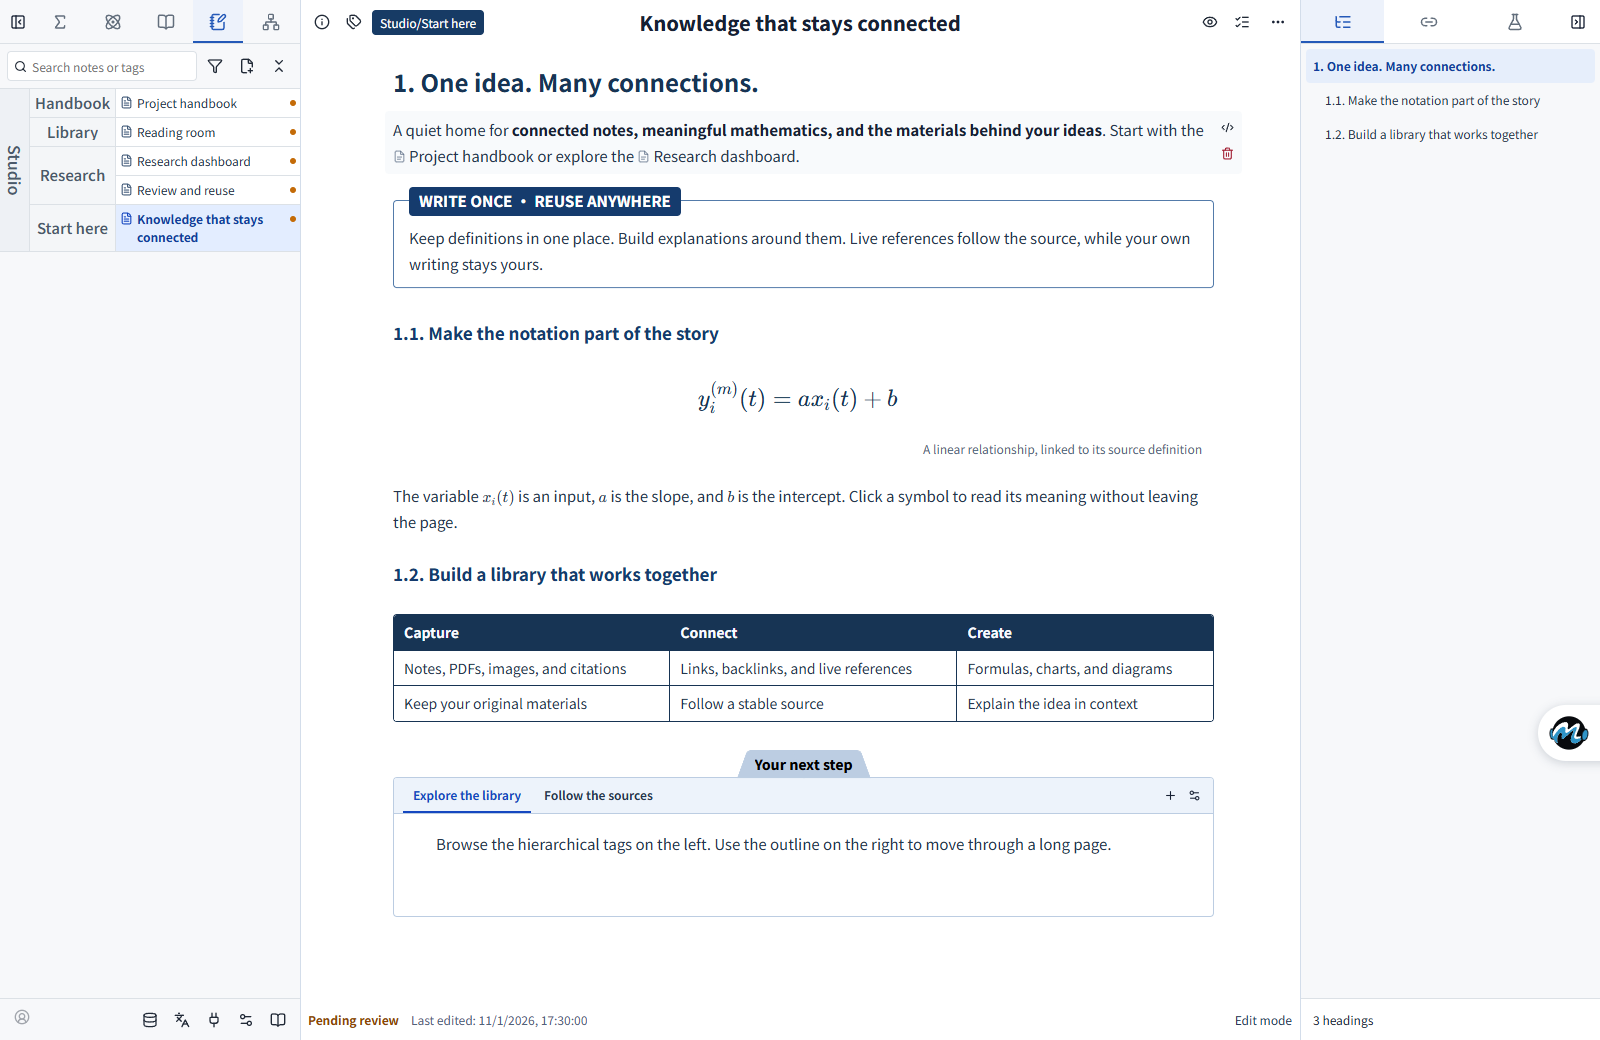 Studio/Start here
Knowledge that stays connected
Search notes or tags
Studio
Handbook
Project handbook
Library
Reading room
Research
Research dashboard
Review and reuse
Start here
Knowledge that stays
connected
1. One idea. Many connections.
A quiet home for connected notes, meaningful mathematics, and the materials behind your ideas. Start with the
Project handbook or explore the Research dashboard.
WRITE ONCE • REUSE ANYWHERE
Keep definitions in one place. Build explanations around them. Live references follow the source, while your own
writing stays yours.
1.1. Make the notation part of the story
y_i^{(m)}(t) = ax_i(t) + b
A linear relationship, linked to its source definition
The variable x_i(t) is an input, a is the slope, and b is the intercept. Click a symbol to read its meaning without leaving
the page.
1.2. Build a library that works together
Capture Connect Create
Notes, PDFs, images, and citations Links, backlinks, and live references Formulas, charts, and diagrams
Keep your original materials Follow a stable source Explain the idea in context
Your next step
Explore the library Follow the sources
Browse the hierarchical tags on the left. Use the outline on the right to move through a long page.
Pending review Last edited: 11/1/2026, 17:30:00 Edit mode
1. One idea. Many connections.
1.1. Make the notation part of the story
1.2. Build a library that works together
3 headings